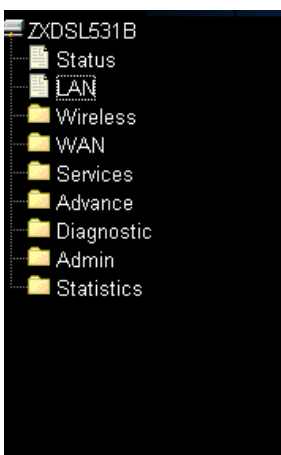 ZXDSL531B
Status
LAN
Wireless
WAN
Services
Advance
Diagnostic
Admin
Statistics